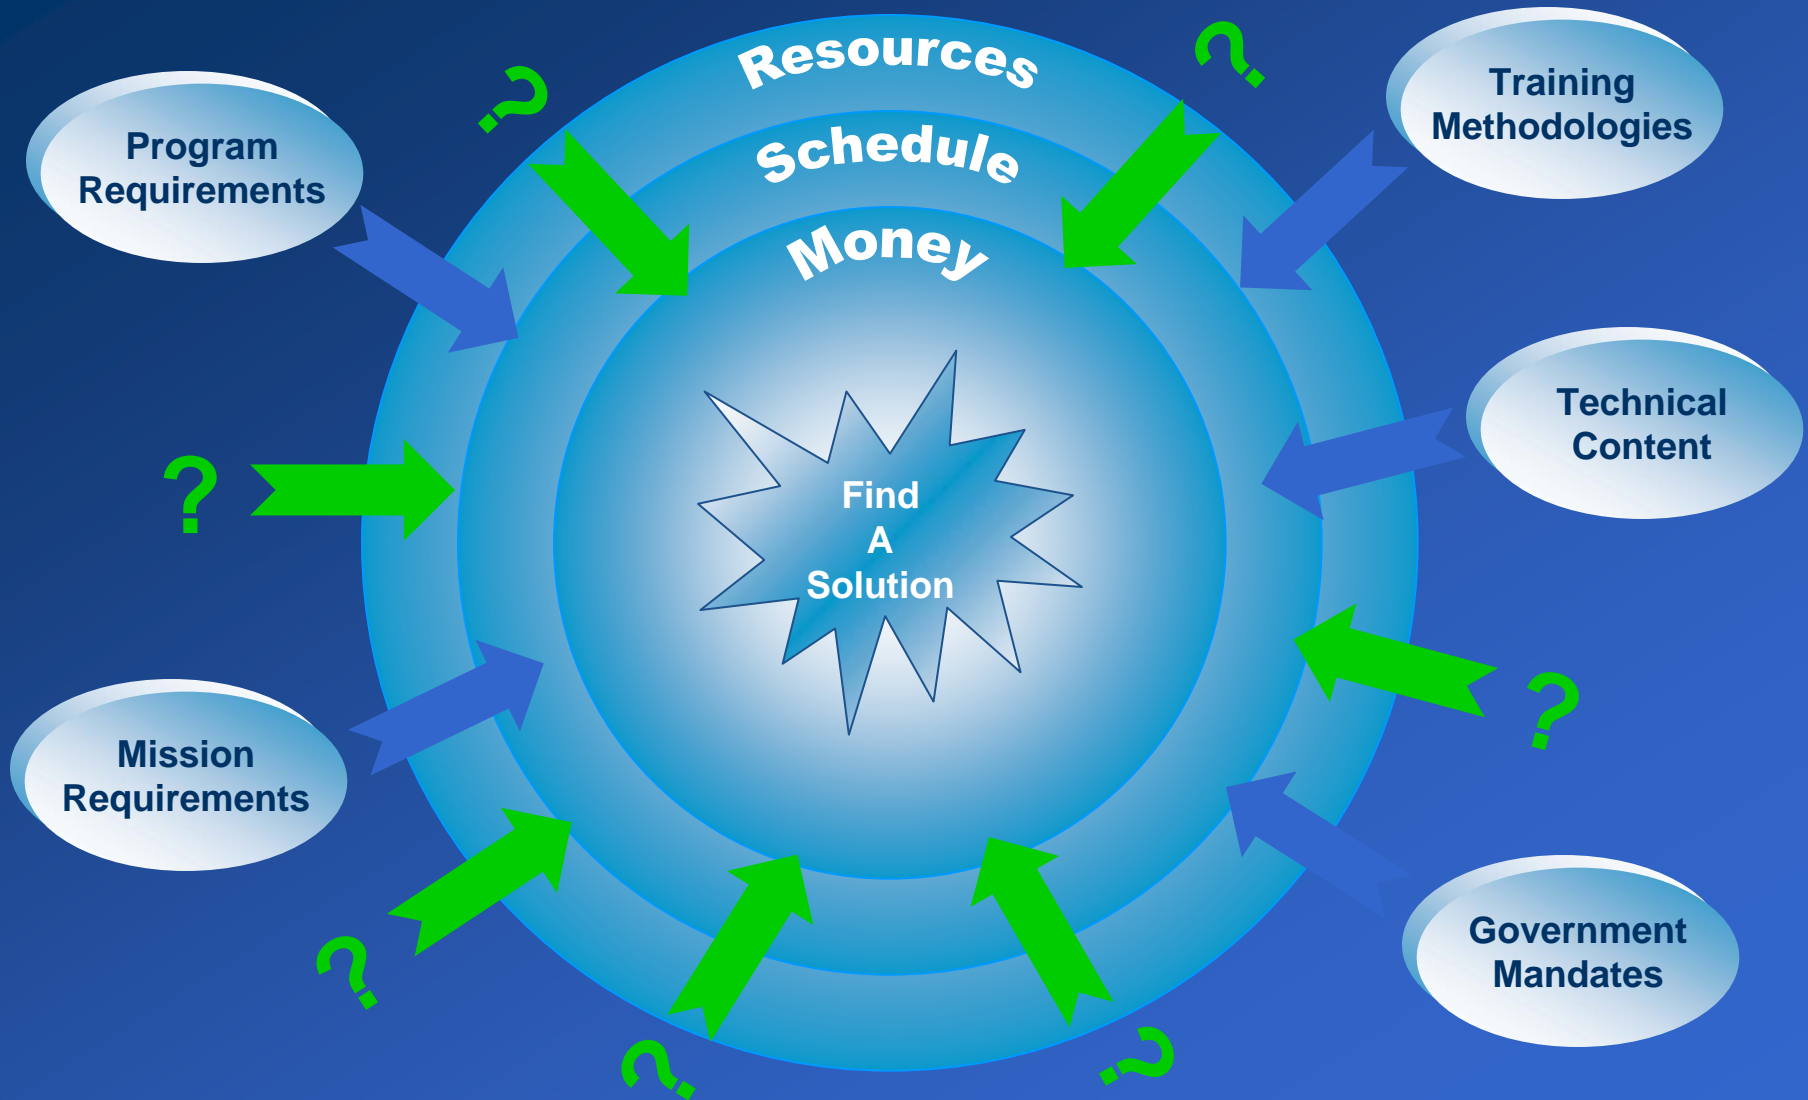 ?
?
Resources
Training
Methodologies
Program
Requirements
Schedule
Money
Technical
Content
?
Find
A
Solution
?
Mission
Requirements
Government
Mandates
?
?
?